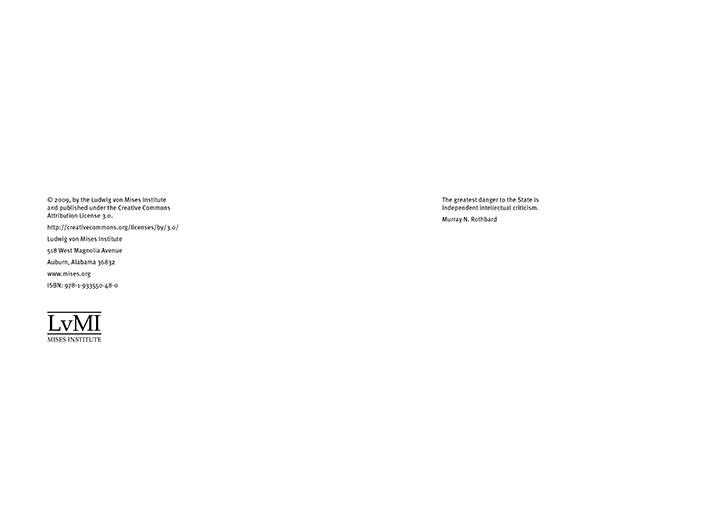 © 2009, by the Ludwig von Mises Institute
and published under the Creative Commons
Attribution License 3.0.
http://creativecommons.org/licenses/by/3.0/
Ludwig von Mises Institute
518 West Magnolia Avenue
Auburn, Alabama 36832
www.mises.org
ISBN: 978-1-933550-48-0
LvMI
MISES INSTITUTE
The greatest danger to the State is
independent intellectual criticism.
Murray N. Rothbard